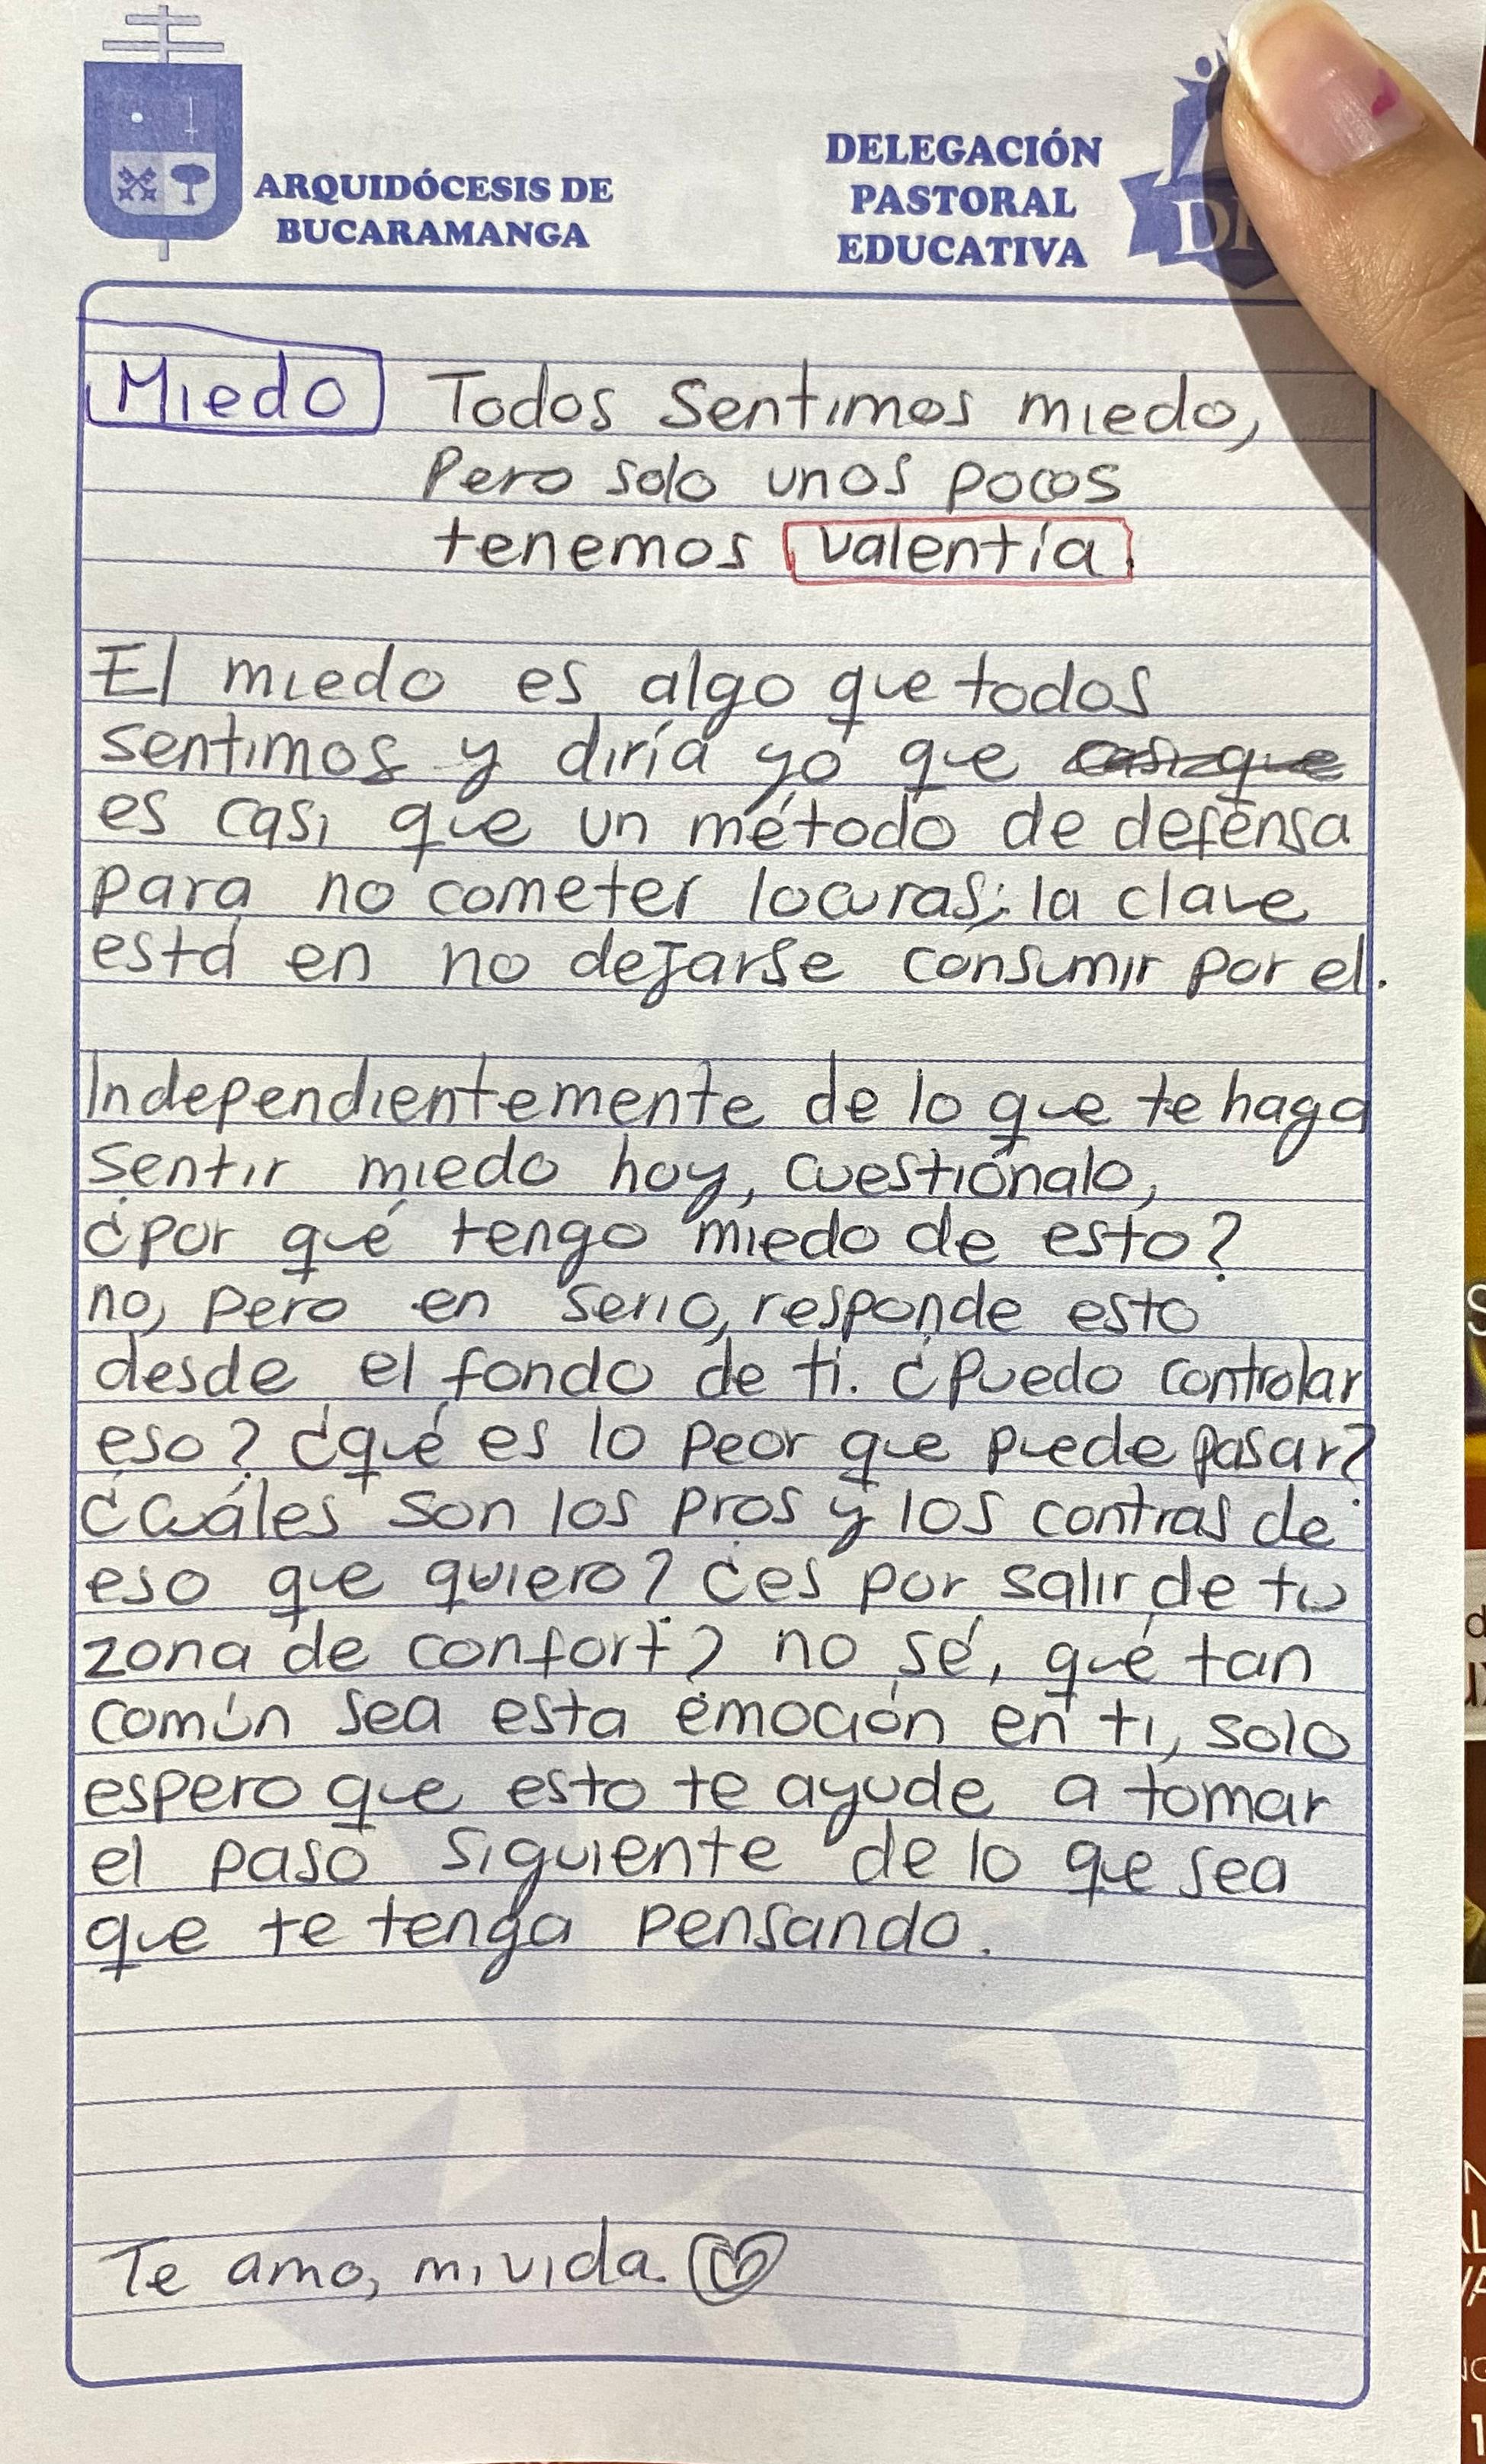 ARQUIDÓCESIS DE
BUCARAMANGA
DELEGACIÓN
PASTORAL
EDUCATIVA
Miedo Todos sentimos miedo,
Pero solo unos pocos
tenemos valentía.
El miedo es algo que todos
sentimos y diría yo que casi que
es casi que un método de defensa
para no cometer locuras; la clave
está en no dejarse consumir por el.
Independientemente de lo que te haga
sentir miedo hoy, cuestiónalo,
¿por qué tengo miedo de esto?
no, pero en serio, responde esto
desde el fondo de ti. ¿Puedo controlar
eso? ¿qué es lo peor que puede pasar?
¿cuáles son los pros y los contras de
eso que quiero? ¿es por salir de tu
zona de confort? no sé, qué tan
común sea esta emoción en ti, solo
espero que esto te ayude a tomar
el paso siguiente de lo que sea
que te tenga pensando.
Te amo, mi vida.